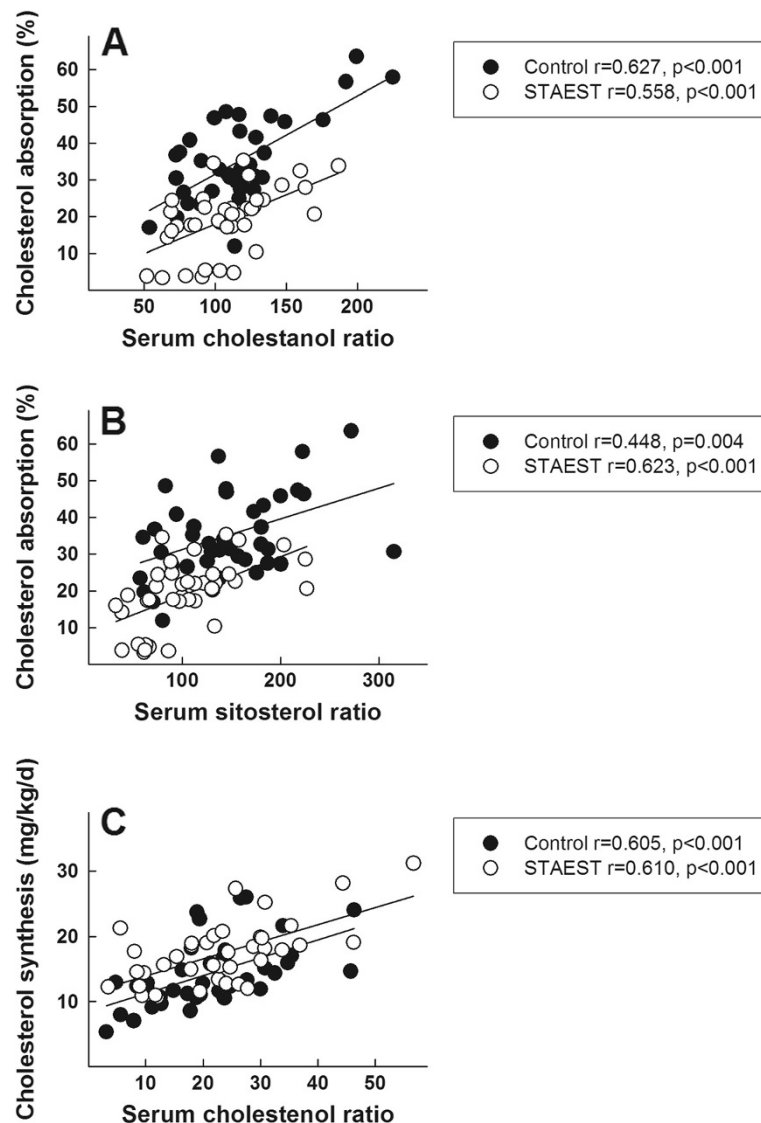 A
Cholesterol absorption (%)
60
50
40
30
20
10
50
100
150
200
Serum cholestanol ratio
Control r=0.627, p<0.001
STAEST r=0.558, p<0.001
B
Cholesterol absorption (%)
60
50
40
30
20
10
100
200
300
Serum sitosterol ratio
Control r=0.448, p=0.004
STAEST r=0.623, p<0.001
C
Cholesterol synthesis (mg/kg/d)
30
20
10
10
20
30
40
50
Serum cholestenol ratio
Control r=0.605, p<0.001
STAEST r=0.610, p<0.001